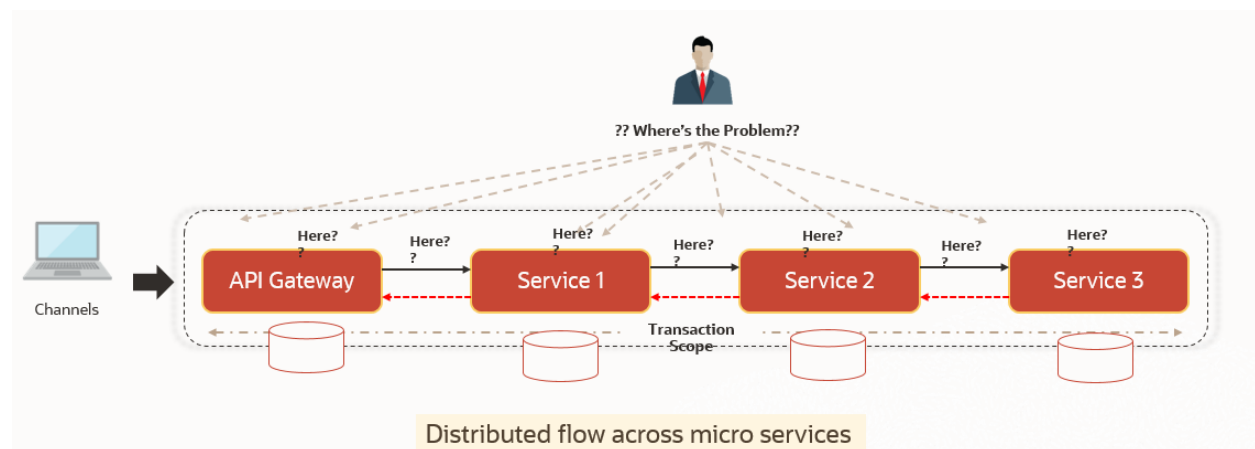 ?? Where's the Problem??
Here?
?
Here?
?
Here?
?
Here?
?
Here?
?
Here?
?
Here?
?
API Gateway
Service 1
Service 2
Service 3
Channels
Transaction
Scope
Distributed flow across micro services